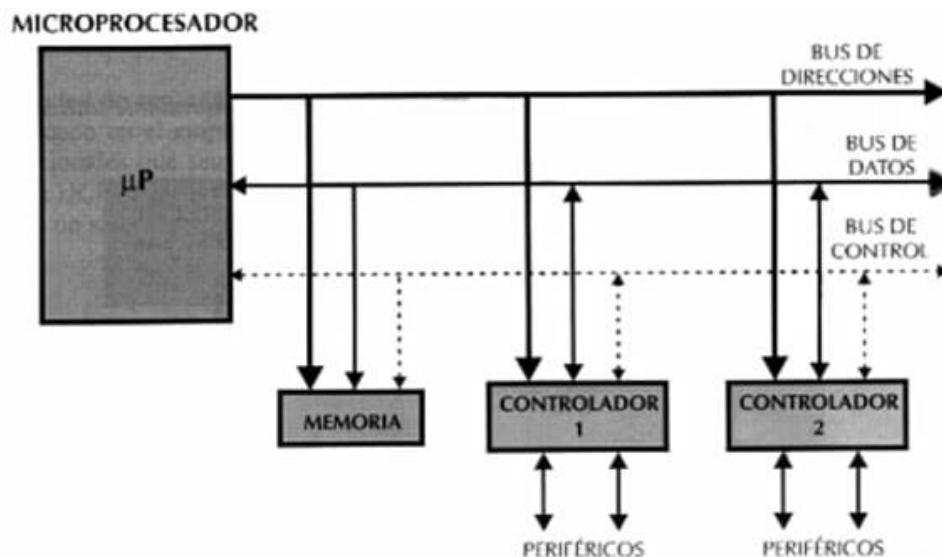 MICROPROCESADOR
BUS DE
DIRECCIONES
µP
BUS DE
DATOS
BUS DE
CONTROL
MEMORIA
CONTROLADOR
1
CONTROLADOR
2
PERIFÉRICOS
PERIFÉRICOS